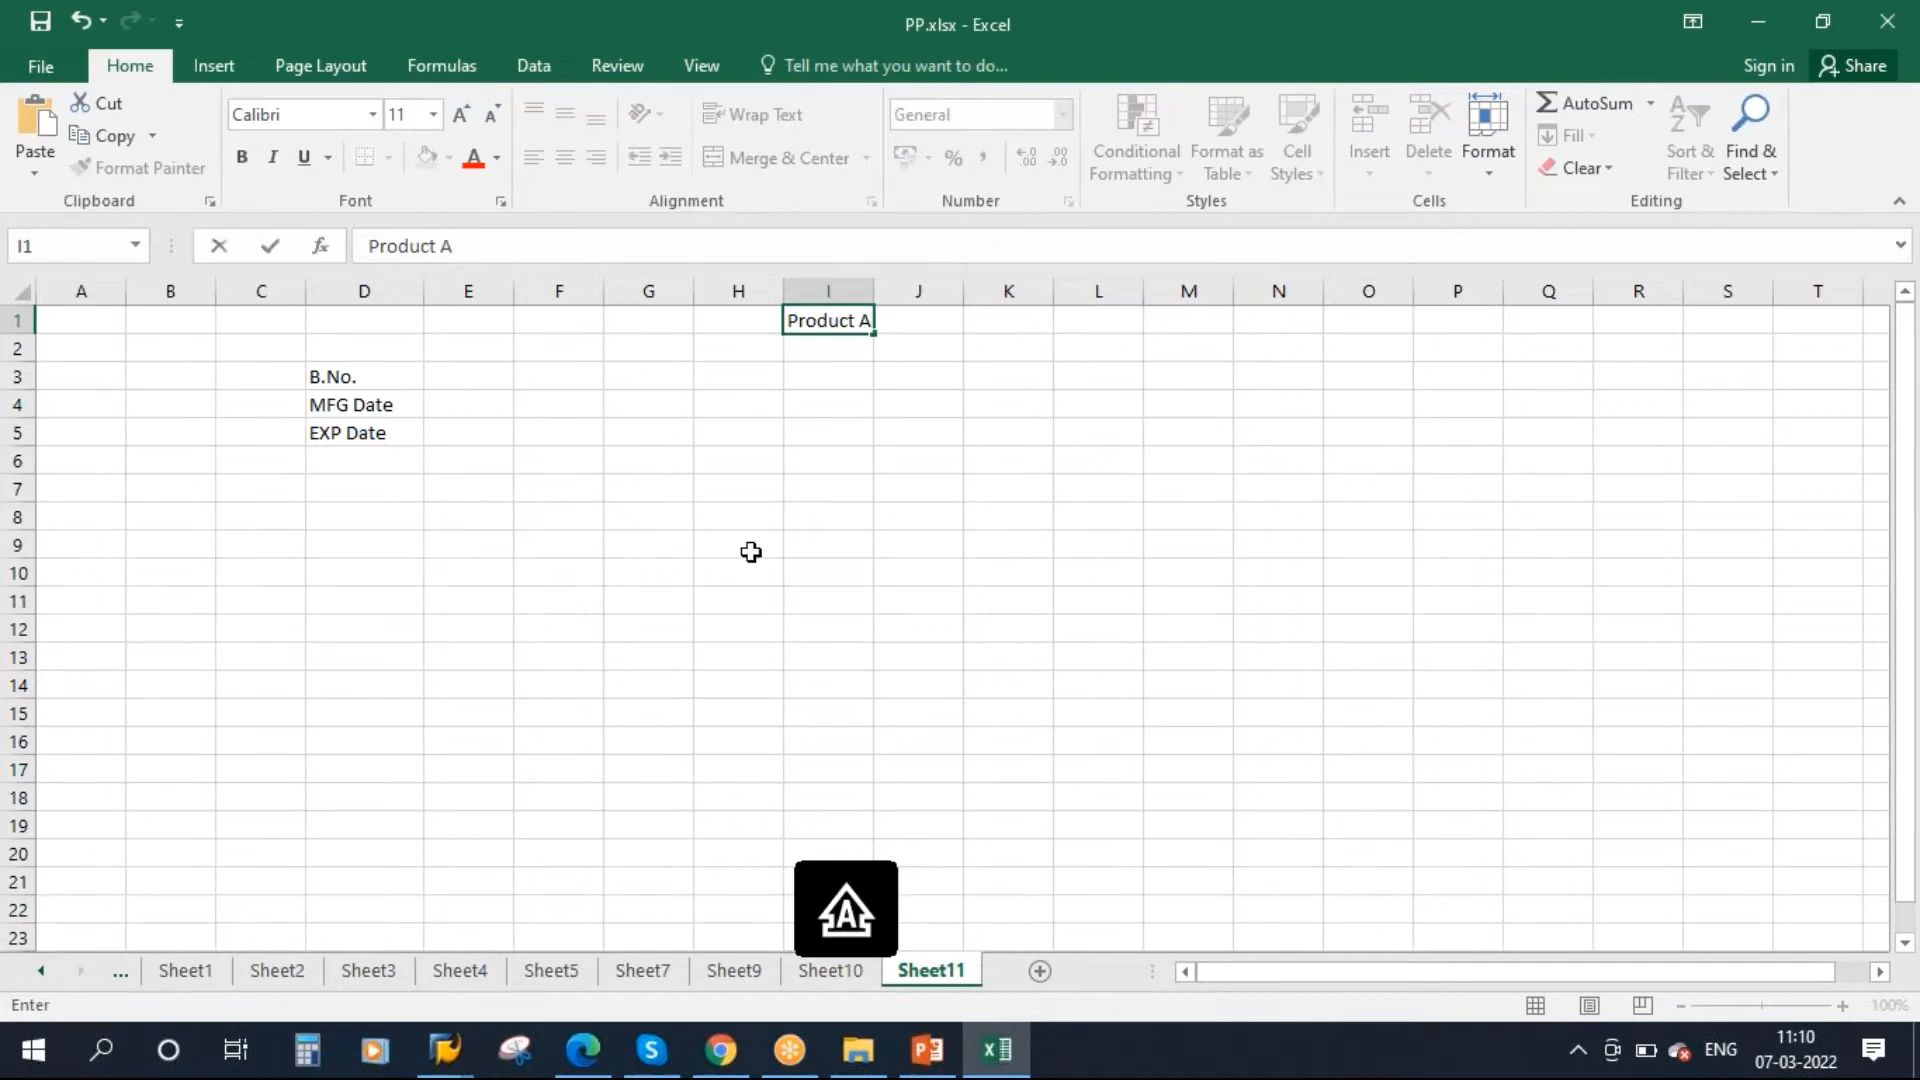 PP.xlsx - Excel
File Home Insert Page Layout Formulas Data Review View Tell me what you want to do... Sign in Share
Paste
Cut
Copy
Format Painter
Clipboard
Calibri 11
B I U A
Font
Wrap Text
Merge & Center
Alignment
General
%
Number
Conditional Formatting
Format as Table
Cell Styles
Styles
Insert Delete Format
Cells
AutoSum
Fill
Clear
Sort & Filter
Find & Select
Editing
I1 fx Product A
A B C D E F G H I J K L M N O P Q R S T
1 Product A
2
3 B.No.
4 MFG Date
5 EXP Date
6
7
8
9
10
11
12
13
14
15
16
17
18
19
20
21
22
23
A
... Sheet1 Sheet2 Sheet3 Sheet4 Sheet5 Sheet7 Sheet9 Sheet10 Sheet11
Enter 100%
ENG 11:10
07-03-2022